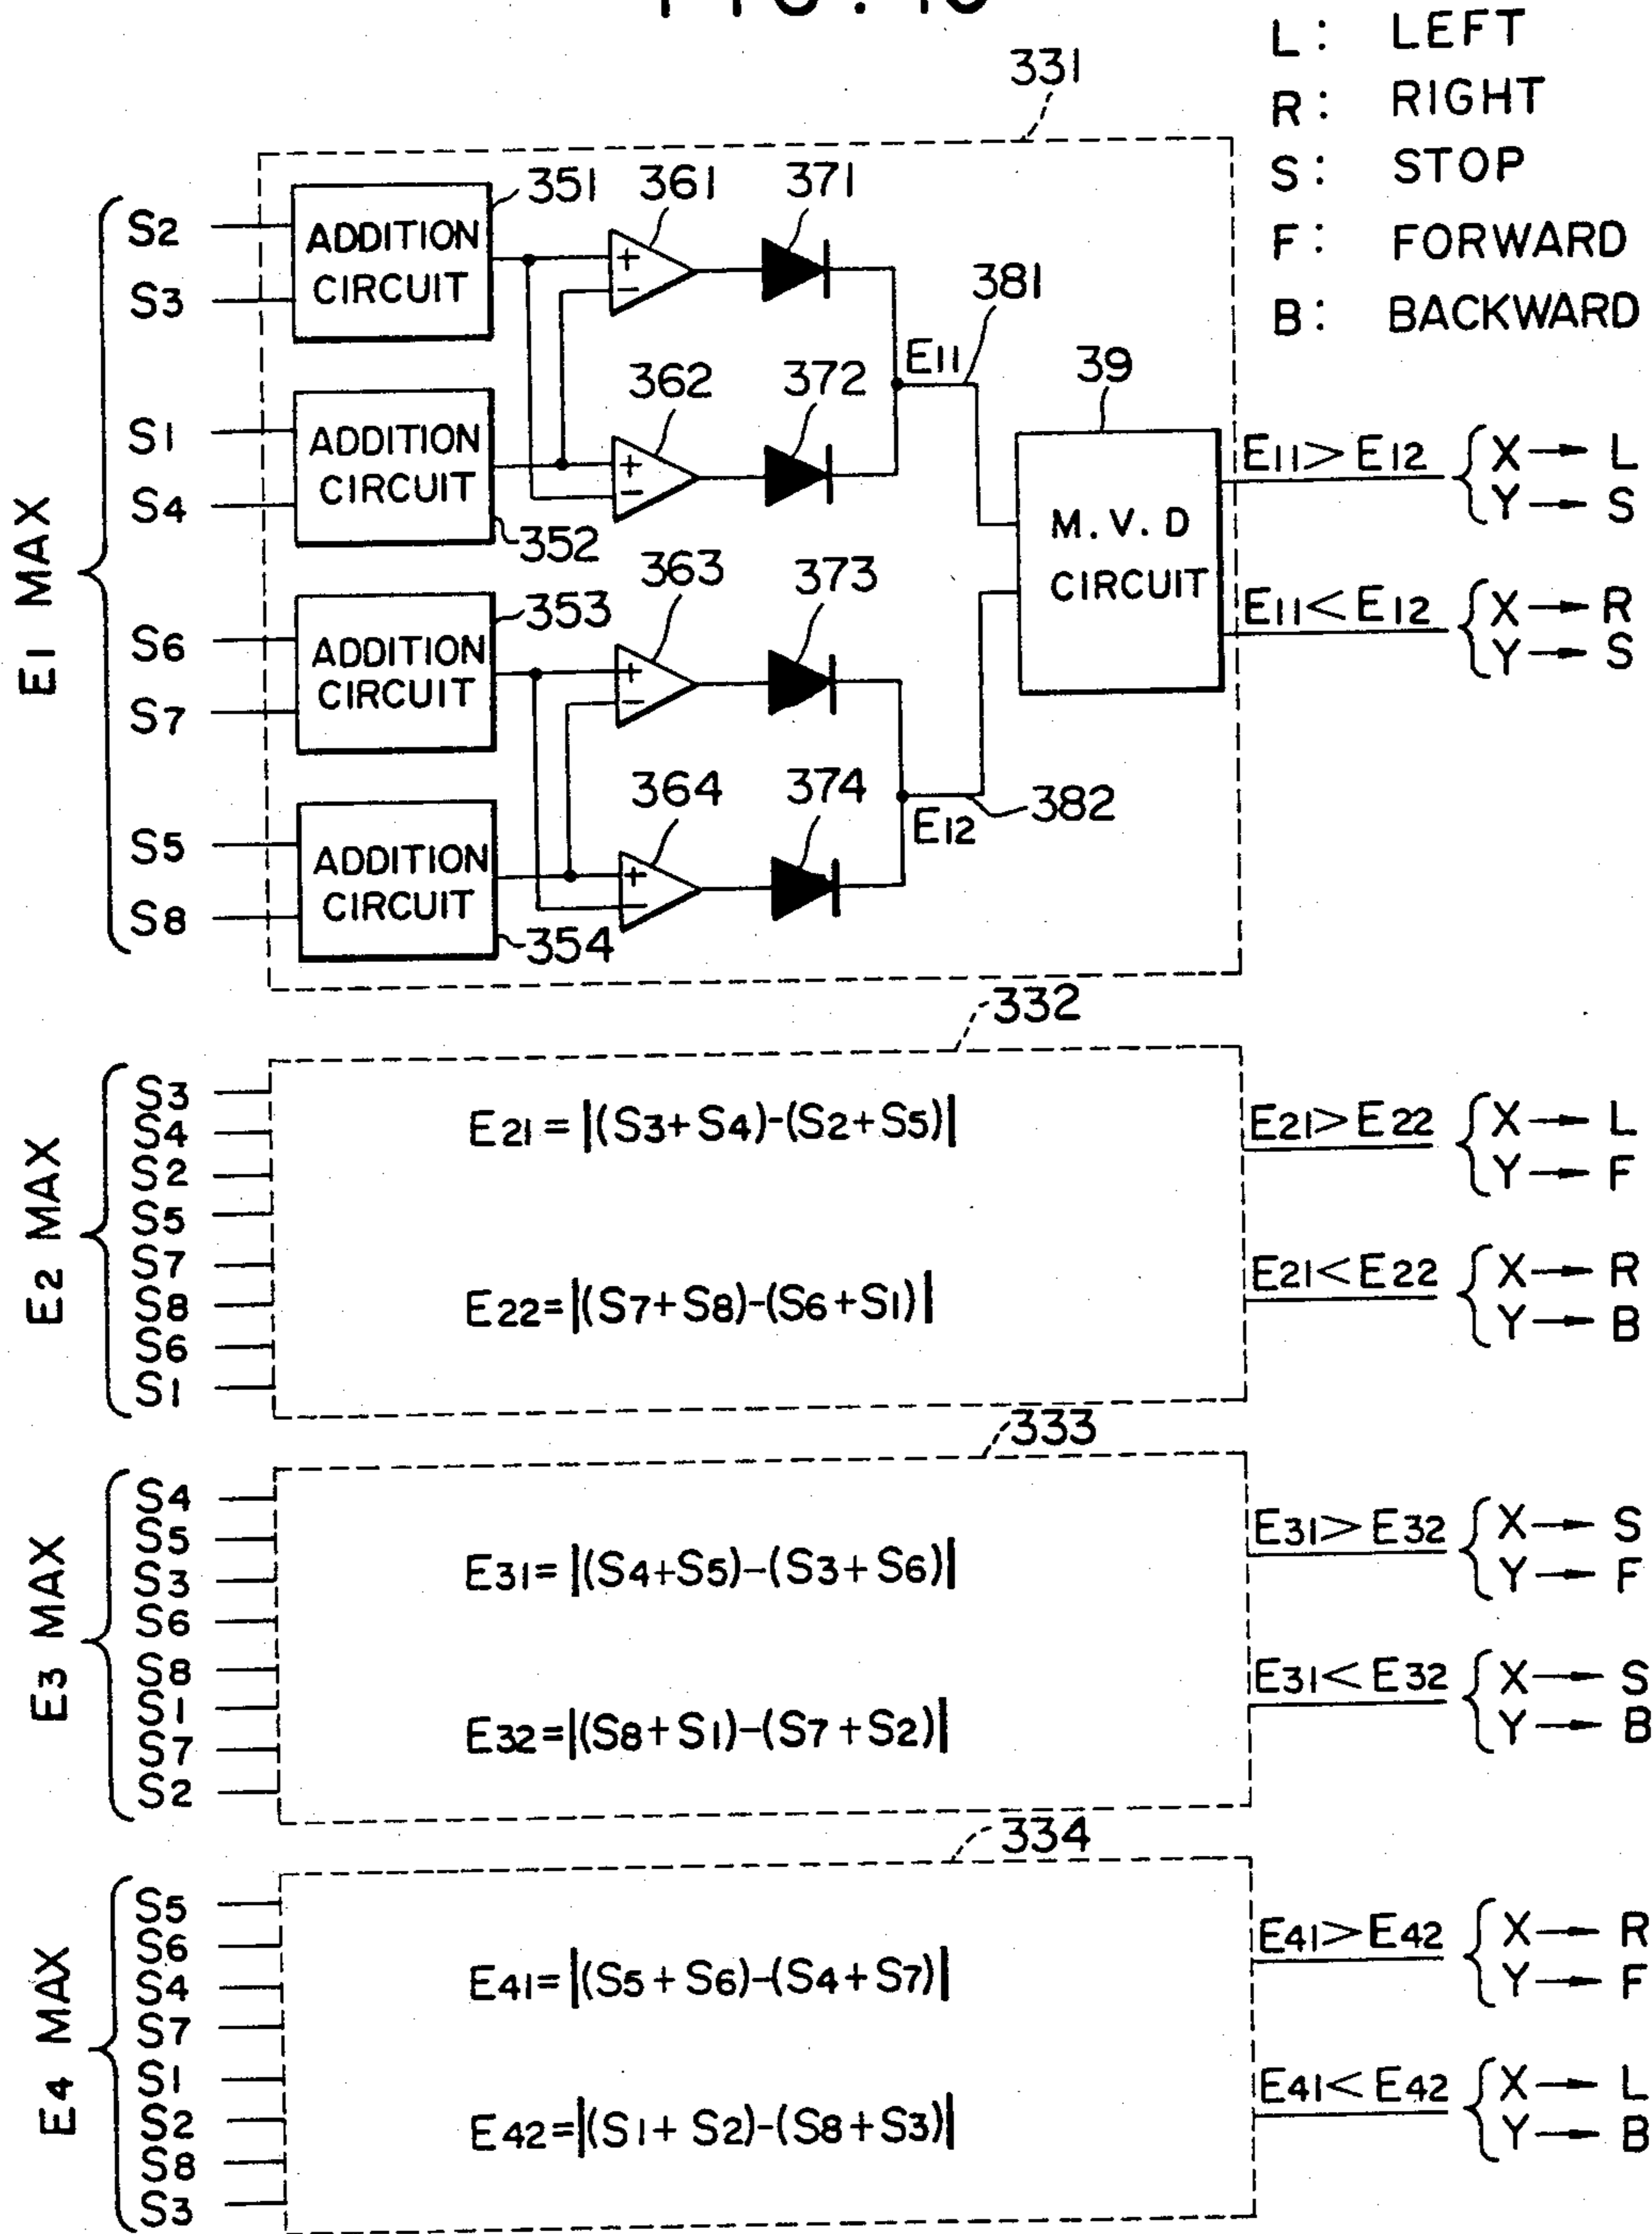 L: LEFT
R: RIGHT
S: STOP
F: FORWARD
B: BACKWARD
331
E1 MAX
S2
S3
S1
S4
S6
S7
S5
S8
ADDITION
CIRCUIT
351
ADDITION
CIRCUIT
352
ADDITION
CIRCUIT
353
ADDITION
CIRCUIT
354
361
+
−
362
+
−
363
+
−
364
+
−
371
372
373
374
E11
381
E12
382
39
M. V. D
CIRCUIT
E11>E12
X→L
Y→S
E11<E12
X→R
Y→S
332
E2 MAX
S3
S4
S2
S5
S7
S8
S6
S1
E21=|(S3+S4)-(S2+S5)|
E22=|(S7+S8)-(S6+S1)|
E21>E22
X→L
Y→F
E21<E22
X→R
Y→B
333
E3 MAX
S4
S5
S3
S6
S8
S1
S7
S2
E31=|(S4+S5)-(S3+S6)|
E32=|(S8+S1)-(S7+S2)|
E31>E32
X→S
Y→F
E31<E32
X→S
Y→B
334
E4 MAX
S5
S6
S4
S7
S1
S2
S8
S3
E41=|(S5+S6)-(S4+S7)|
E42=|(S1+S2)-(S8+S3)|
E41>E42
X→R
Y→F
E41<E42
X→L
Y→B